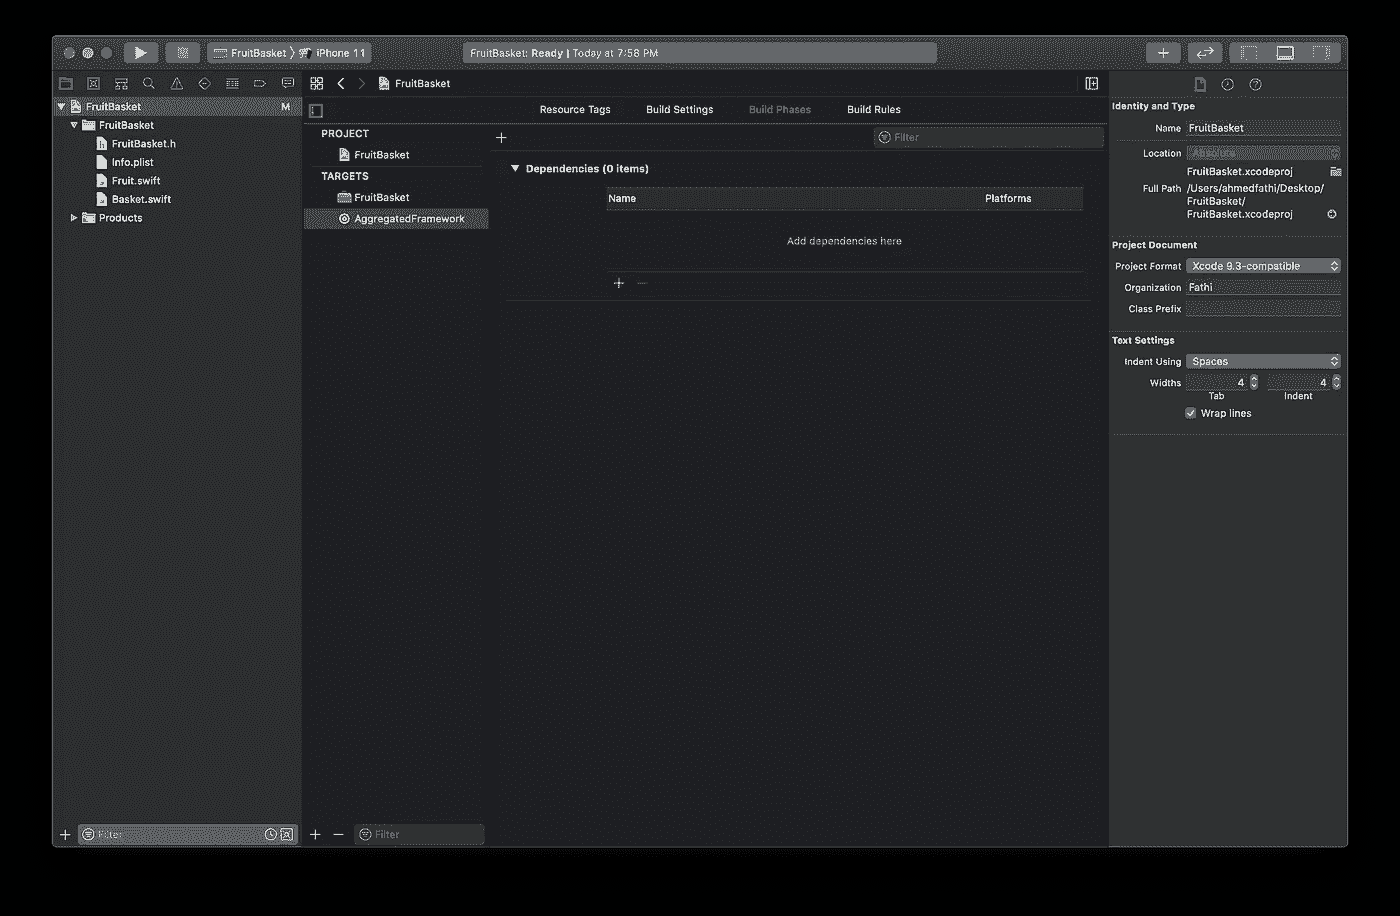 FruitBasket iPhone 11
FruitBasket: Ready | Today at 7:58 PM
FruitBasket M
FruitBasket
FruitBasket.h
Info.plist
Fruit.swift
Basket.swift
Products
Filter
FruitBasket
Resource Tags Build Settings Build Phases Build Rules
PROJECT
FruitBasket
TARGETS
FruitBasket
AggregatedFramework
Filter
Filter
Dependencies (0 items)
Name Platforms
Add dependencies here
Identity and Type
Name FruitBasket
Location Absolute
FruitBasket.xcodeproj
Full Path /Users/ahmedfathi/Desktop/
FruitBasket/
FruitBasket.xcodeproj
Project Document
Project Format Xcode 9.3-compatible
Organization Fathi
Class Prefix
Text Settings
Indent Using Spaces
Widths 4 4
Tab Indent
Wrap lines